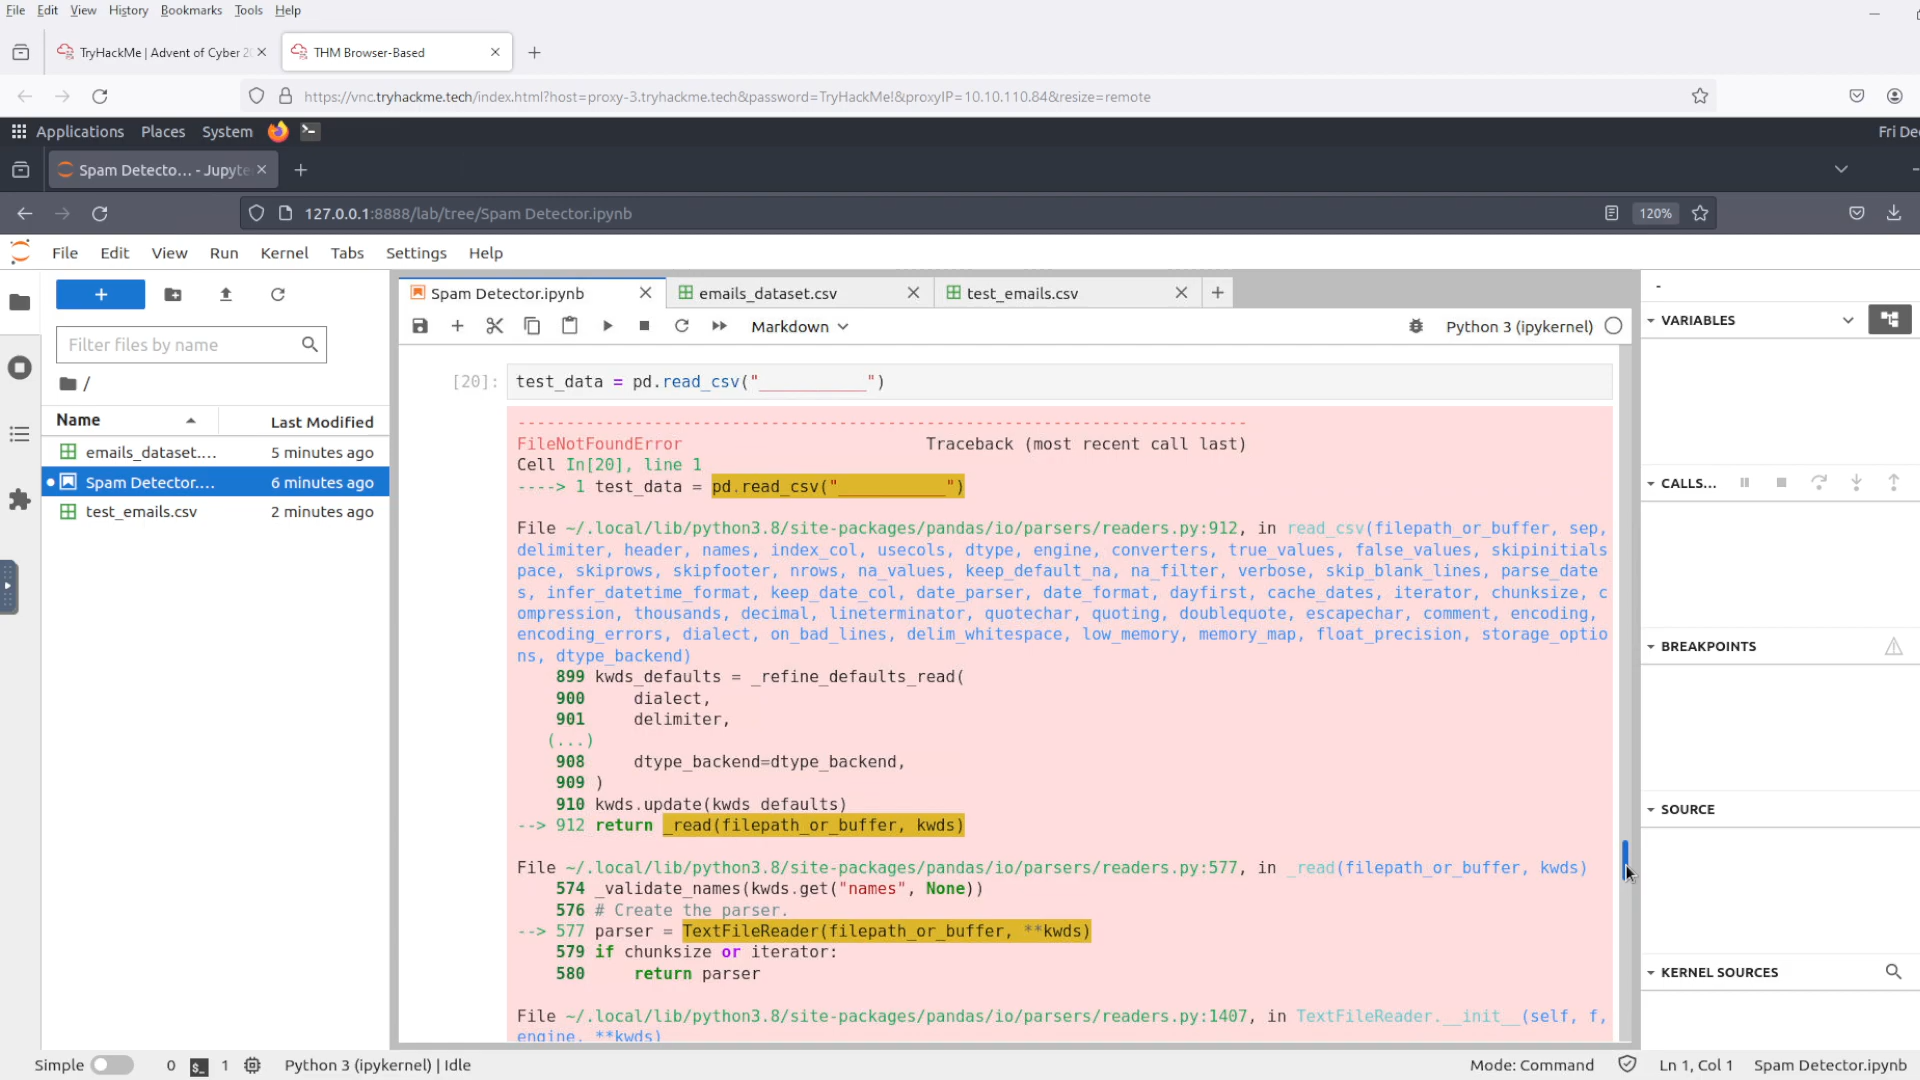 File Edit View History Bookmarks Tools Help
TryHackMe | Advent of Cyber 2
THM Browser-Based
https://vnc.tryhackme.tech/index.html?host=proxy-3.tryhackme.tech&password=TryHackMe!&proxyIP=10.10.110.84&resize=remote
Applications Places System
Fri De
Spam Detecto... - Jupyte
127.0.0.1:8888/lab/tree/Spam Detector.ipynb
120%
File Edit View Run Kernel Tabs Settings Help
Spam Detector.ipynb
emails_dataset.csv
test_emails.csv
Markdown
Python 3 (ipykernel)
Filter files by name
/
Name Last Modified
emails_dataset.... 5 minutes ago
Spam Detector.... 6 minutes ago
test_emails.csv 2 minutes ago
[20]: test_data = pd.read_csv("___________")
---------------------------------------------------------------------------
FileNotFoundError Traceback (most recent call last)
Cell In[20], line 1
----> 1 test_data = pd.read_csv("___________")
File ~/.local/lib/python3.8/site-packages/pandas/io/parsers/readers.py:912, in read_csv(filepath_or_buffer, sep,
delimiter, header, names, index_col, usecols, dtype, engine, converters, true_values, false_values, skipinitials
pace, skiprows, skipfooter, nrows, na_values, keep_default_na, na_filter, verbose, skip_blank_lines, parse_date
s, infer_datetime_format, keep_date_col, date_parser, date_format, dayfirst, cache_dates, iterator, chunksize, c
ompression, thousands, decimal, lineterminator, quotechar, quoting, doublequote, escapechar, comment, encoding,
encoding_errors, dialect, on_bad_lines, delim_whitespace, low_memory, memory_map, float_precision, storage_optio
ns, dtype_backend)
899 kwds_defaults = _refine_defaults_read(
900 dialect,
901 delimiter,
(...)
908 dtype_backend=dtype_backend,
909 )
910 kwds.update(kwds_defaults)
--> 912 return _read(filepath_or_buffer, kwds)
File ~/.local/lib/python3.8/site-packages/pandas/io/parsers/readers.py:577, in _read(filepath_or_buffer, kwds)
574 _validate_names(kwds.get("names", None))
576 # Create the parser.
--> 577 parser = TextFileReader(filepath_or_buffer, **kwds)
579 if chunksize or iterator:
580 return parser
File ~/.local/lib/python3.8/site-packages/pandas/io/parsers/readers.py:1407, in TextFileReader.__init__(self, f,
engine, **kwds)
-
VARIABLES
CALLS...
BREAKPOINTS
SOURCE
KERNEL SOURCES
Simple 0 1 Python 3 (ipykernel) | Idle
Mode: Command Ln 1, Col 1 Spam Detector.ipynb